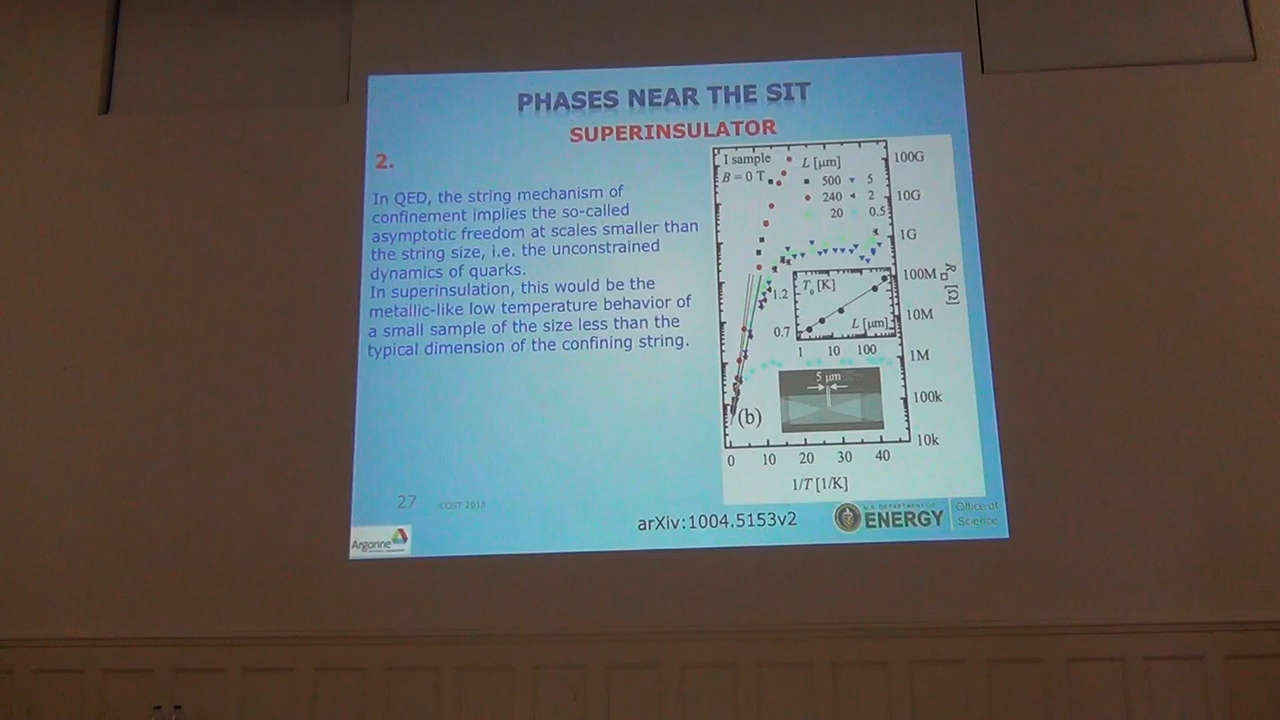 PHASES NEAR THE SIT
SUPERINSULATOR
2.
In QED, the string mechanism of
confinement implies the so-called
asymptotic freedom at scales smaller than
the string size, i.e. the unconstrained
dynamics of quarks.
In superinsulation, this would be the
metallic-like low temperature behavior of
a small sample of the size less than the
typical dimension of the confining string.
I sample
B = 0 T
L [μm]
500 5
240 2
20 0.5
100G
10G
1G
100M
10M
1M
100k
10k
R□ [Ω]
T0 [K]
1.2
0.7
L [μm]
1 10 100
5 μm
(b)
0 10 20 30 40
1/T [1/K]
27 COST 2018
arXiv:1004.5153v2
Argonne
U.S. DEPARTMENT OF
ENERGY
Office of
Science